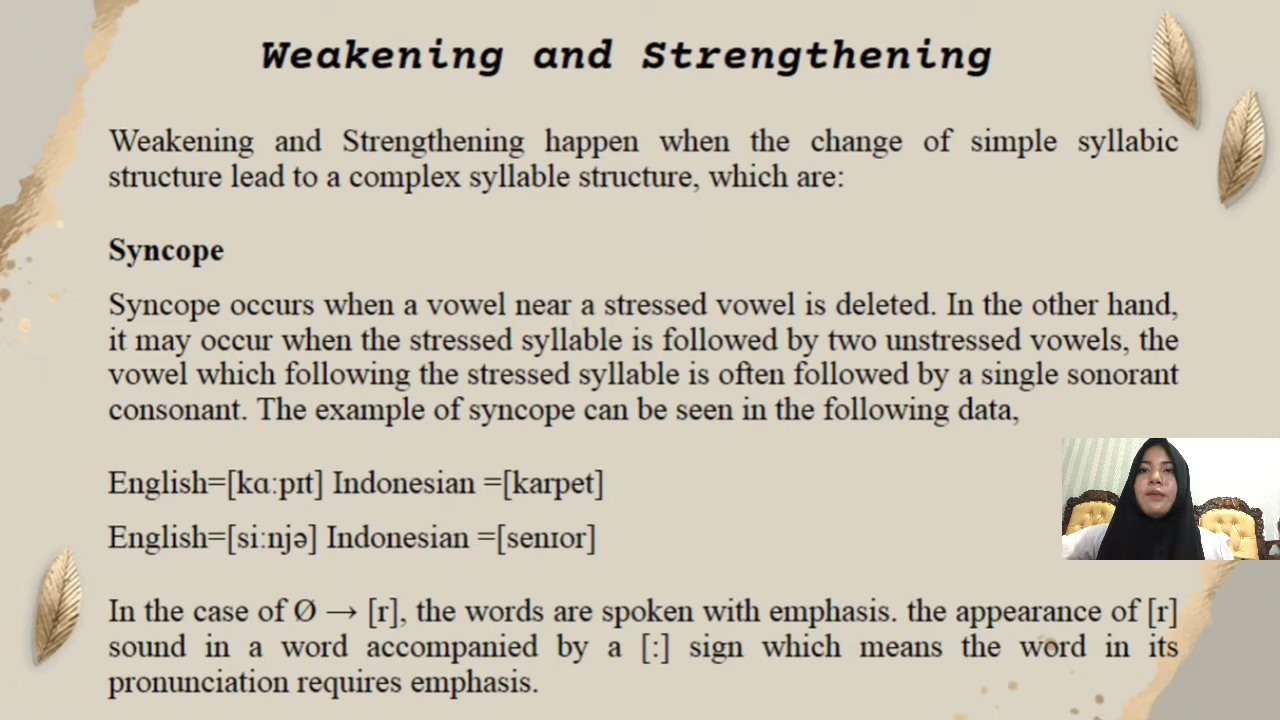 Weakening and Strengthening
Weakening and Strengthening happen when the change of simple syllabic
structure lead to a complex syllable structure, which are:
Syncope
Syncope occurs when a vowel near a stressed vowel is deleted. In the other hand,
it may occur when the stressed syllable is followed by two unstressed vowels, the
vowel which following the stressed syllable is often followed by a single sonorant
consonant. The example of syncope can be seen in the following data,
English=[kɑːpɪt] Indonesian =[karpet]
English=[siːnjə] Indonesian =[senɪor]
In the case of Ø → [r], the words are spoken with emphasis. the appearance of [r]
sound in a word accompanied by a [ː] sign which means the word in its
pronunciation requires emphasis.